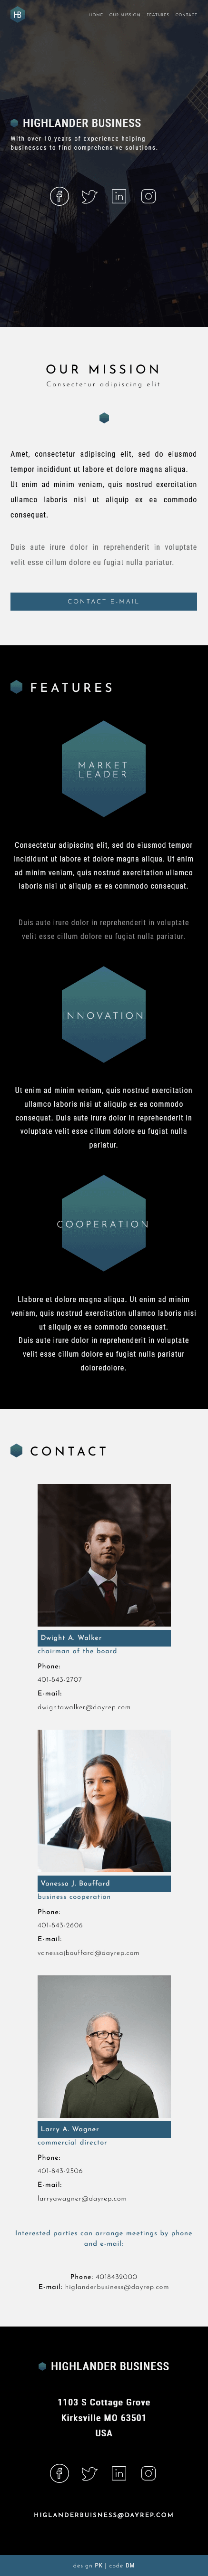 HB
HOME OUR MISSION FEATURES CONTACT
HIGHLANDER BUSINESS
With over 10 years of experience helping
businesses to find comprehensive solutions.
in
OUR MISSION
Consectetur adipiscing elit
Amet, consectetur adipiscing elit, sed do eiusmod
tempor incididunt ut labore et dolore magna aliqua.
Ut enim ad minim veniam, quis nostrud exercitation
ullamco laboris nisi ut aliquip ex ea commodo
consequat.
Duis aute irure dolor in reprehenderit in voluptate
velit esse cillum dolore eu fugiat nulla pariatur.
CONTACT E-MAIL
FEATURES
MARKET
LEADER
Consectetur adipiscing elit, sed do eiusmod tempor
incididunt ut labore et dolore magna aliqua. Ut enim
ad minim veniam, quis nostrud exercitation ullamco
laboris nisi ut aliquip ex ea commodo consequat.
Duis aute irure dolor in reprehenderit in voluptate
velit esse cillum dolore eu fugiat nulla pariatur.
INNOVATION
Ut enim ad minim veniam, quis nostrud exercitation
ullamco laboris nisi ut aliquip ex ea commodo
consequat. Duis aute irure dolor in reprehenderit in
voluptate velit esse cillum dolore eu fugiat nulla
pariatur.
COOPERATION
Llabore et dolore magna aliqua. Ut enim ad minim
veniam, quis nostrud exercitation ullamco laboris nisi
ut aliquip ex ea commodo consequat.
Duis aute irure dolor in reprehenderit in voluptate
velit esse cillum dolore eu fugiat nulla pariatur
doloredolore.
CONTACT
Dwight A. Walker
chairman of the board
Phone:
401-843-2707
E-mail:
dwightawalker@dayrep.com
Vanessa J. Boufford
business cooperation
Phone:
401-843-2606
E-mail:
vanessajboufford@dayrep.com
Larry A. Wagner
commercial director
Phone:
401-843-2506
E-mail:
larryawagner@dayrep.com
Interested parties can arrange meetings by phone
and e-mail:
Phone: 4018432000
E-mail: higlanderbusiness@dayrep.com
HIGHLANDER BUSINESS
1103 S Cottage Grove
Kirksville MO 63501
USA
in
HIGLANDERBUISNESS@DAYREP.COM
design PK | code DM